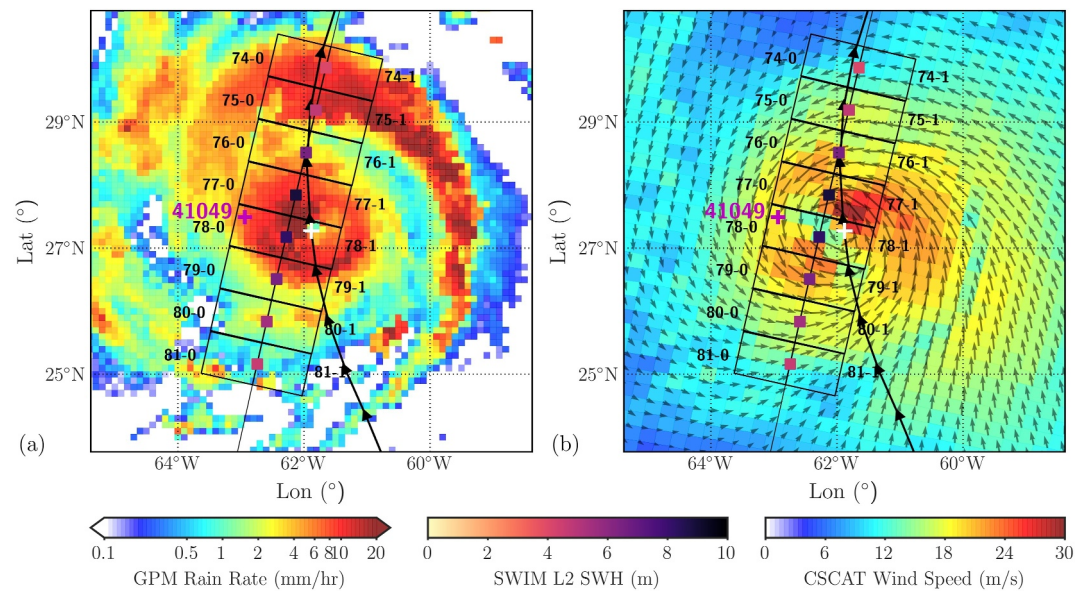 74-0
74-1
75-0
75-1
76-0
76-1
77-0
77-1
41049
78-0
78-1
79-0
79-1
80-0
80-1
81-0
81-1
29°N
27°N
25°N
Lat (°)
(a)
64°W
62°W
60°W
Lon (°)
74-0
74-1
75-0
75-1
76-0
76-1
77-0
77-1
41049
78-0
78-1
79-0
79-1
80-0
80-1
81-0
81-1
29°N
27°N
25°N
Lat (°)
(b)
64°W
62°W
60°W
Lon (°)
0.1 0.5 1 2 4 6 8 10 20
GPM Rain Rate (mm/hr)
0 2 4 6 8 10
SWIM L2 SWH (m)
0 6 12 18 24 30
CSCAT Wind Speed (m/s)